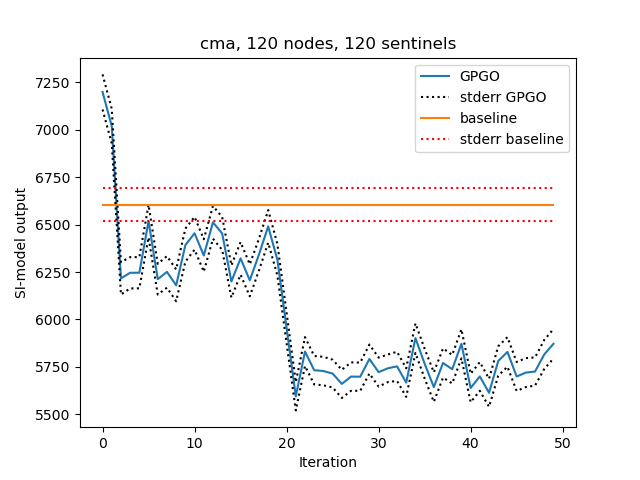 cma, 120 nodes, 120 sentinels
GPGO
stderr GPGO
baseline
stderr baseline
SI-model output
7250
7000
6750
6500
6250
6000
5750
5500
0 10 20 30 40 50
Iteration